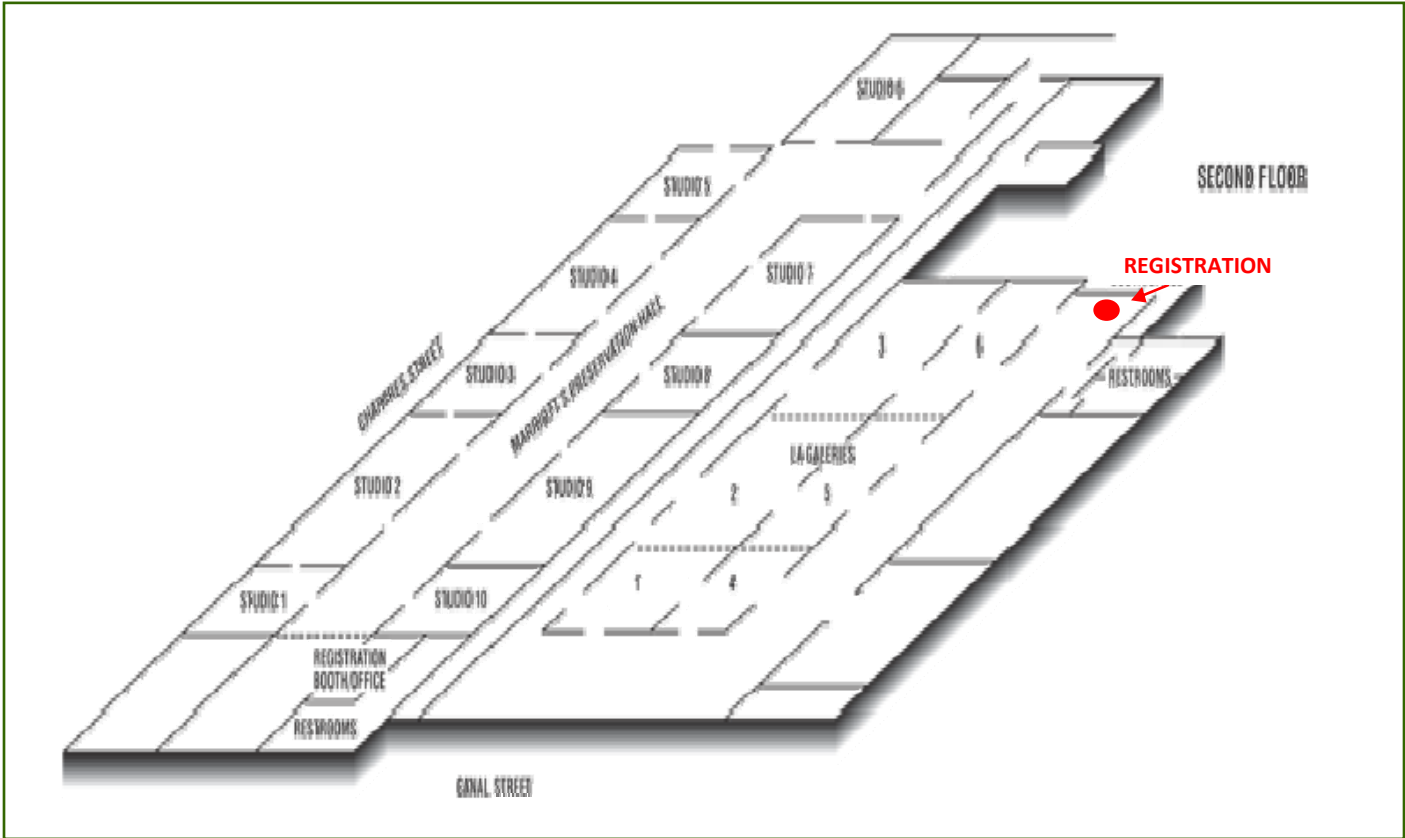 STUDIO 6
SECOND FLOOR
STUDIO 5
REGISTRATION
STUDIO 4
STUDIO 7
3
6
CHARTRES STREET
MARRIOTT'S PRESERVATION HALL
STUDIO 3
STUDIO 8
RESTROOMS
LA GALERIES
STUDIO 2
STUDIO 9
2
5
STUDIO 1
STUDIO 10
1
4
REGISTRATION
BOOTH/OFFICE
RESTROOMS
CANAL STREET